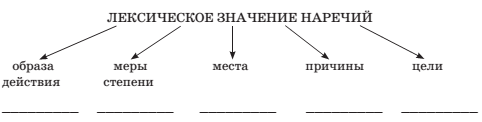 ЛЕКСИЧЕСКОЕ ЗНАЧЕНИЕ НАРЕЧИЙ
образа меры места причины цели
действия степени